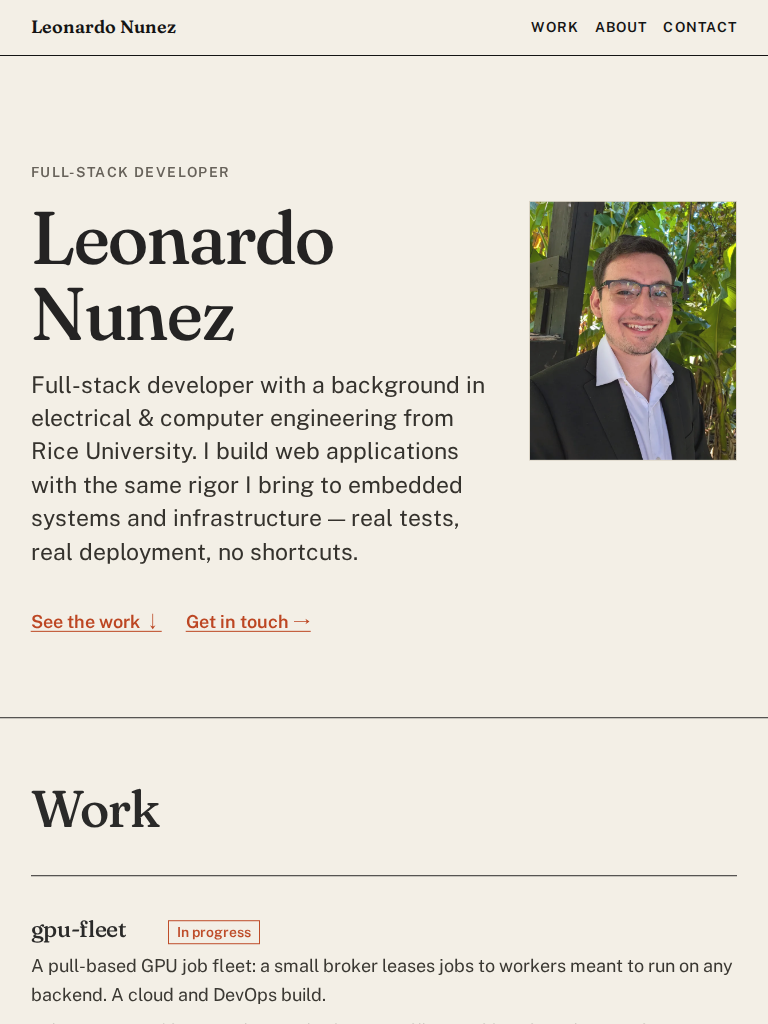 Leonardo Nunez
WORK ABOUT CONTACT
FULL-STACK DEVELOPER
Leonardo
Nunez
Full-stack developer with a background in
electrical & computer engineering from
Rice University. I build web applications
with the same rigor I bring to embedded
systems and infrastructure — real tests,
real deployment, no shortcuts.
See the work ↓ Get in touch →
Work
gpu-fleet In progress
A pull-based GPU job fleet: a small broker leases jobs to workers meant to run on any
backend. A cloud and DevOps build.